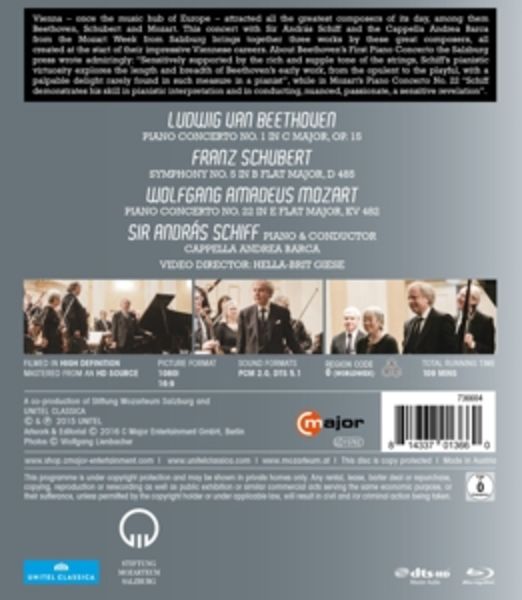 Vienna – once the music hub of Europe – attracted all the greatest composers of its day, among them
Beethoven, Schubert and Mozart. This concert with Sir András Schiff and the Cappella Andrea Barca
from the Mozart Week from Salzburg brings together three works by these great composers, all
created at the start of their impressive Viennese careers. About Beethoven's First Piano Concerto the Salzburg
press wrote admiringly: "Sensitively supported by the rich and supple tone of the strings, Schiff's pianistic
virtuosity explores the length and breadth of Beethoven's early work, from the opulent to the playful, with a
palpable delight rarely found in such measure in a pianist", while in Mozart's Piano Concerto No. 22 "Schiff
demonstrates his skill in pianistic interpretation and in conducting, nuanced, passionate, a sensitive revelation".
LUDWIG VAN BEETHOVEN
PIANO CONCERTO NO. 1 IN C MAJOR, OP. 15
FRANZ SCHUBERT
SYMPHONY NO. 5 IN B FLAT MAJOR, D 485
WOLFGANG AMADEUS MOZART
PIANO CONCERTO NO. 22 IN E FLAT MAJOR, KV 482
SIR ANDRÁS SCHIFF PIANO & CONDUCTOR
CAPPELLA ANDREA BARCA
VIDEO DIRECTOR: HELLA-BRIT GIESE
FILMED IN HIGH DEFINITION
MASTERED FROM AN HD SOURCE
PICTURE FORMAT
1080i
16:9
SOUND FORMATS
PCM 2.0, DTS 5.1
REGION CODE
0 (WORLDWIDE)
TOTAL RUNNING TIME
109 MINS
A co-production of Stiftung Mozarteum Salzburg and
UNITEL CLASSICA
© & ℗ 2015 UNITEL
Artwork & Editorial © 2016 C Major Entertainment GmbH, Berlin
Photos © Wolfgang Lienbacher
C major
736604
8 14337 01366 0
www.shop.cmajor-entertainment.com | www.unitelclassica.com | www.mozarteum.at | This disc is copy protected | Made in Austria
This programme is under copyright protection and may be shown in private homes only. Any rental, lease, barter deal or repurchase,
copying, reproduction or rerecording as well as public exhibition or similar commercial acts serving the same economic purpose, or
their sufferance, unless permitted by the copyright holder or under applicable law, will result in civil and /or criminal action being taken.
0
UNITEL CLASSICA
STIFTUNG
MOZARTEUM
SALZBURG
dts-HD
Master Audio
Blu-ray Disc